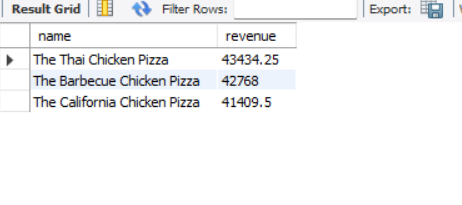 Result Grid Filter Rows: Export:
name revenue
The Thai Chicken Pizza 43434.25
The Barbecue Chicken Pizza 42768
The California Chicken Pizza 41409.5